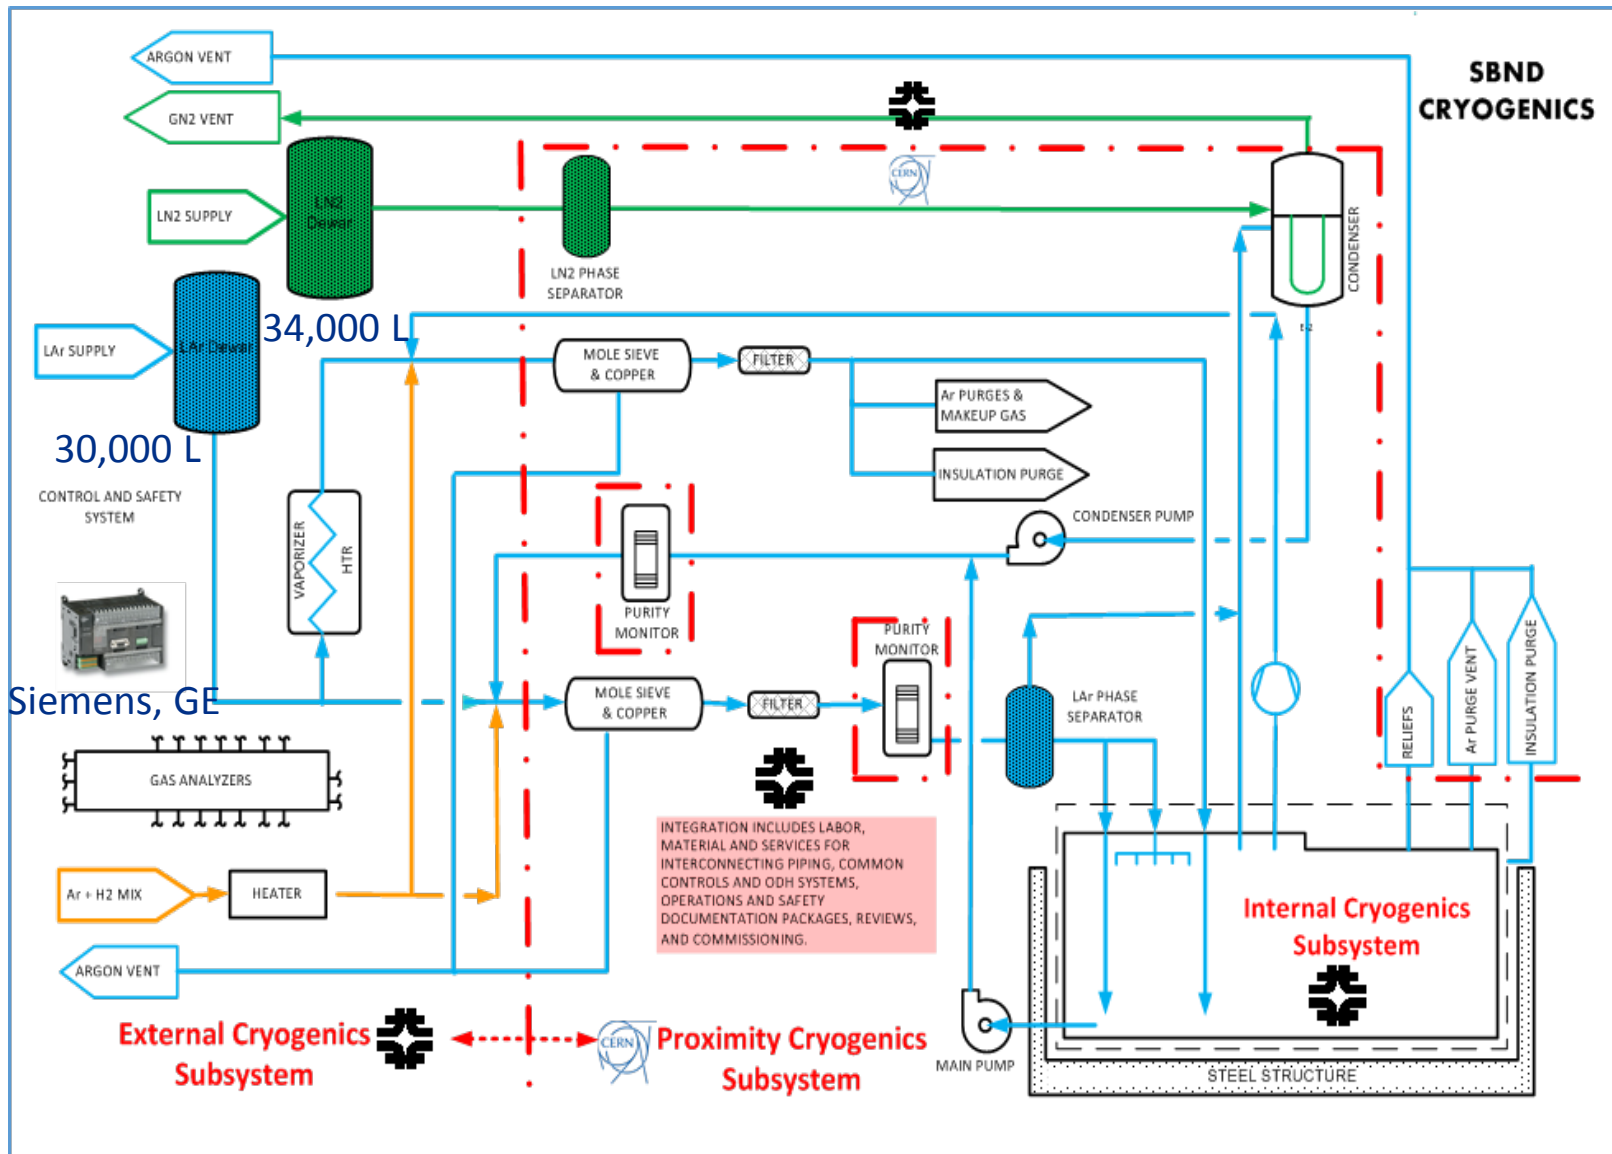 ARGON VENT
SBND
CRYOGENICS
GN2 VENT
CERN
LN2 SUPPLY
LN2
Dewar
LN2 PHASE
SEPARATOR
CONDENSER
34,000 L
LAr SUPPLY
LAr Dewar
MOLE SIEVE
& COPPER
FILTER
Ar PURGES &
MAKEUP GAS
30,000 L
INSULATION PURGE
CONTROL AND SAFETY
SYSTEM
VAPORIZER
HTR
CONDENSER PUMP
PURITY
MONITOR
PURITY
MONITOR
Siemens, GE
MOLE SIEVE
& COPPER
FILTER
LAr PHASE
SEPARATOR
RELIEFS
Ar PURGE VENT
INSULATION PURGE
GAS ANALYZERS
INTEGRATION INCLUDES LABOR,
MATERIAL AND SERVICES FOR
INTERCONNECTING PIPING, COMMON
CONTROLS AND ODH SYSTEMS,
OPERATIONS AND SAFETY
DOCUMENTATION PACKAGES, REVIEWS,
AND COMMISSIONING.
Ar + H2 MIX
HEATER
Internal Cryogenics
Subsystem
ARGON VENT
External Cryogenics
Subsystem
CERN
Proximity Cryogenics
Subsystem
MAIN PUMP
STEEL STRUCTURE